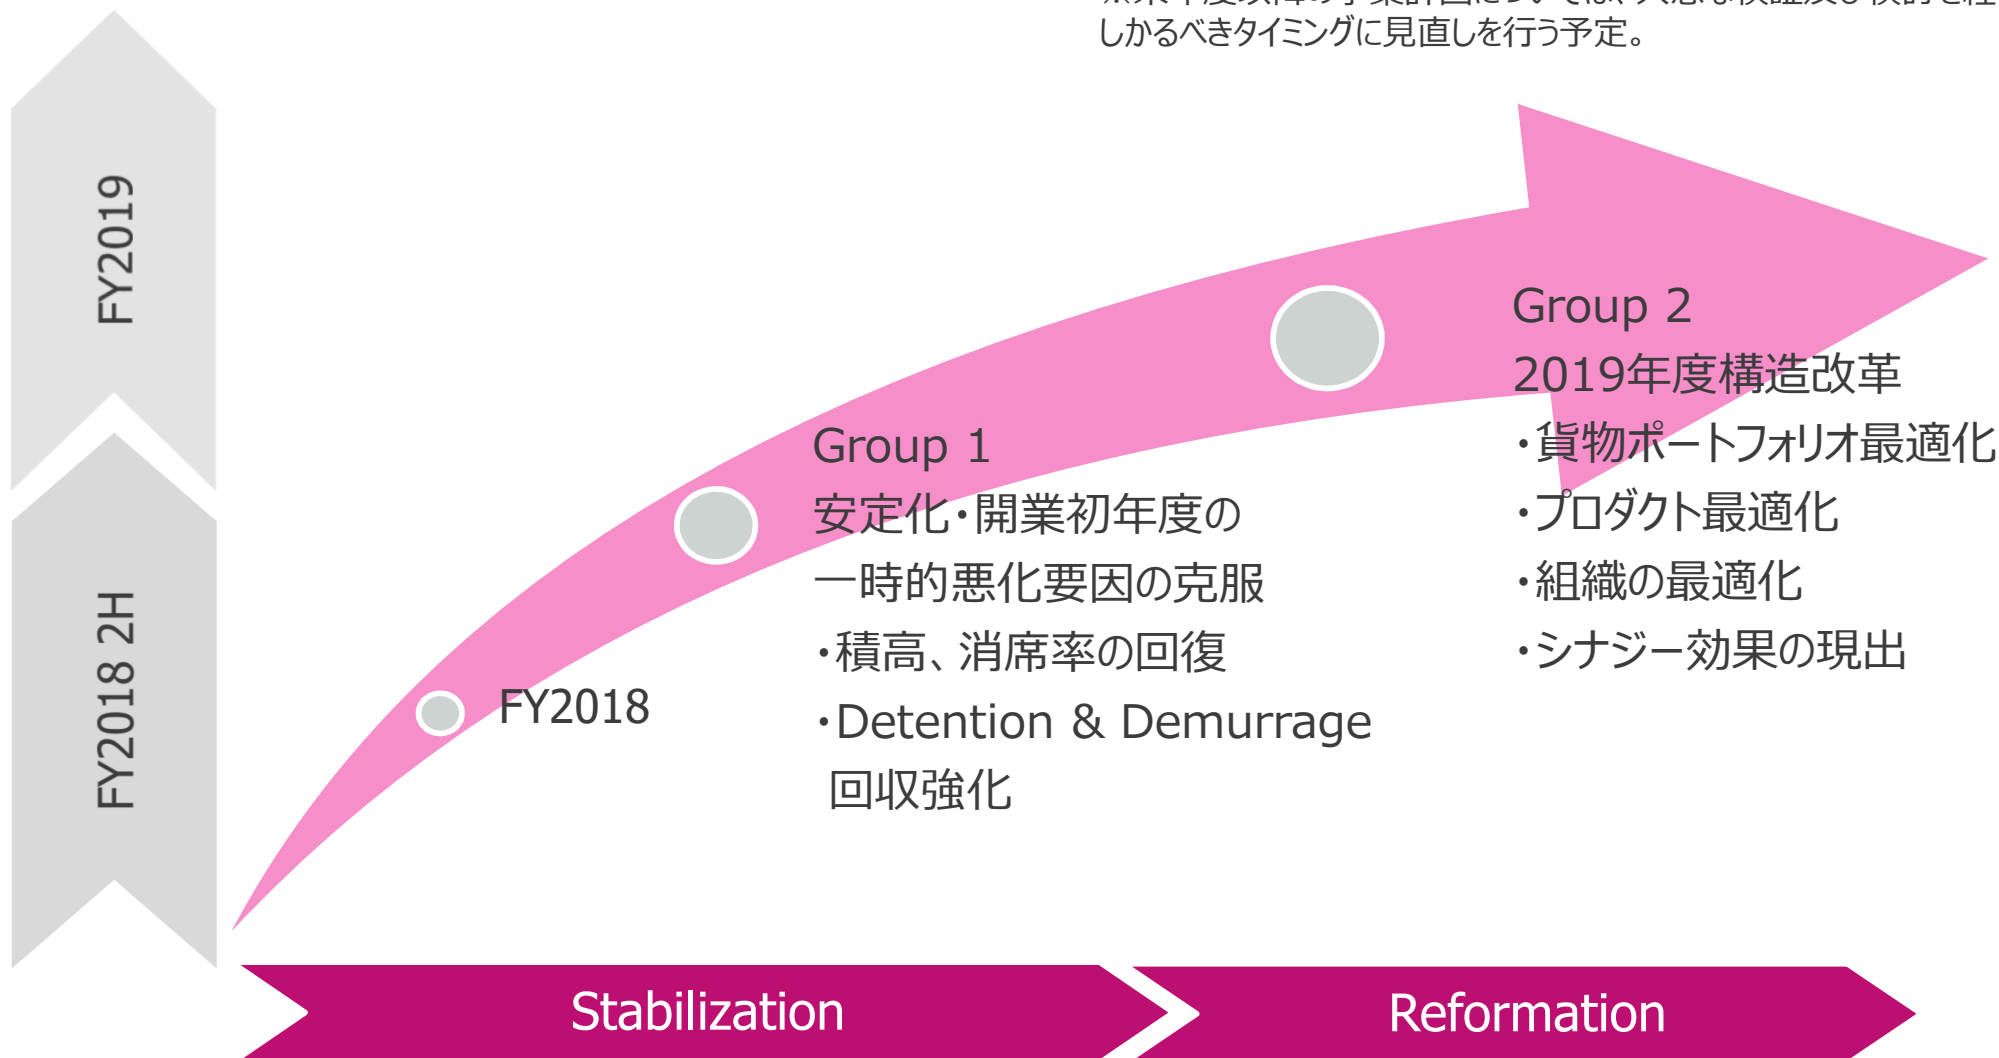 しかるべきタイミングに見直しを行う予定。
FY2019
FY2018 2H
Group 2
2019年度構造改革
・貨物ポートフォリオ最適化
・プロダクト最適化
・組織の最適化
・シナジー効果の現出
Group 1
安定化・開業初年度の
一時的悪化要因の克服
・積高、消席率の回復
・Detention & Demurrage
回収強化
FY2018
Stabilization
Reformation